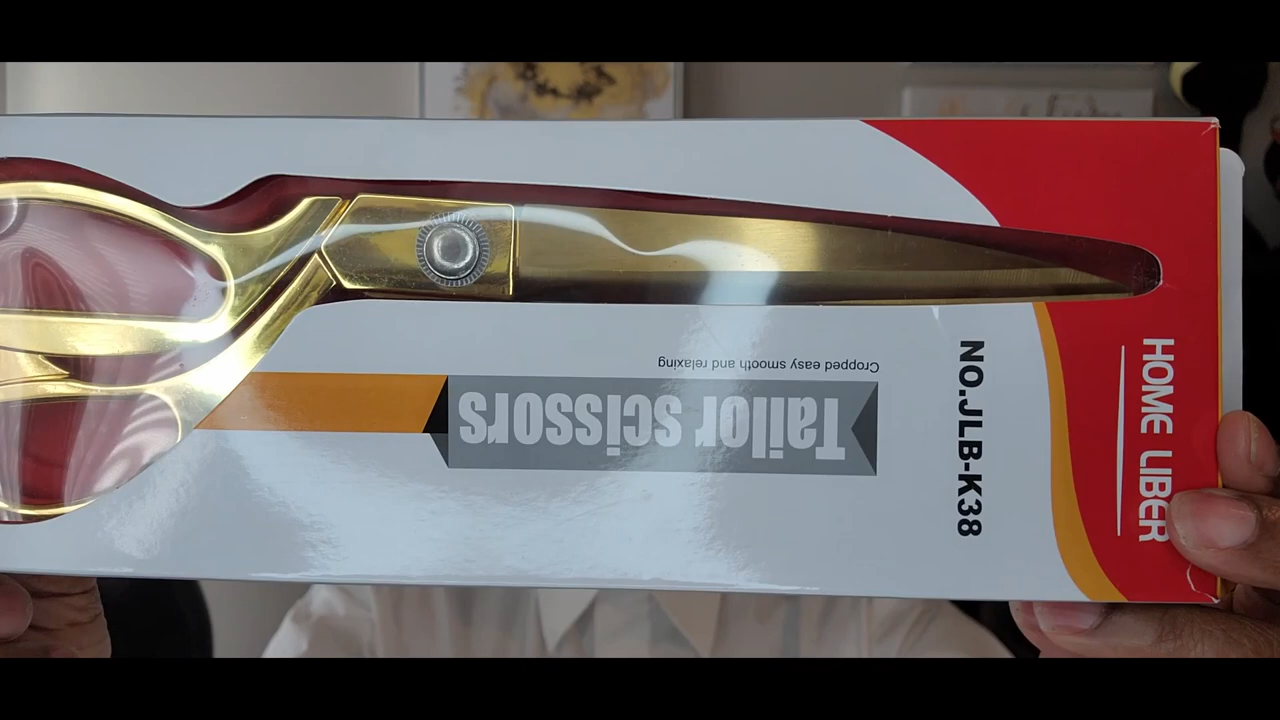 HOME LIBER
NO.JLB-K38
Tailor scissors
Cropped easy smooth and relaxing